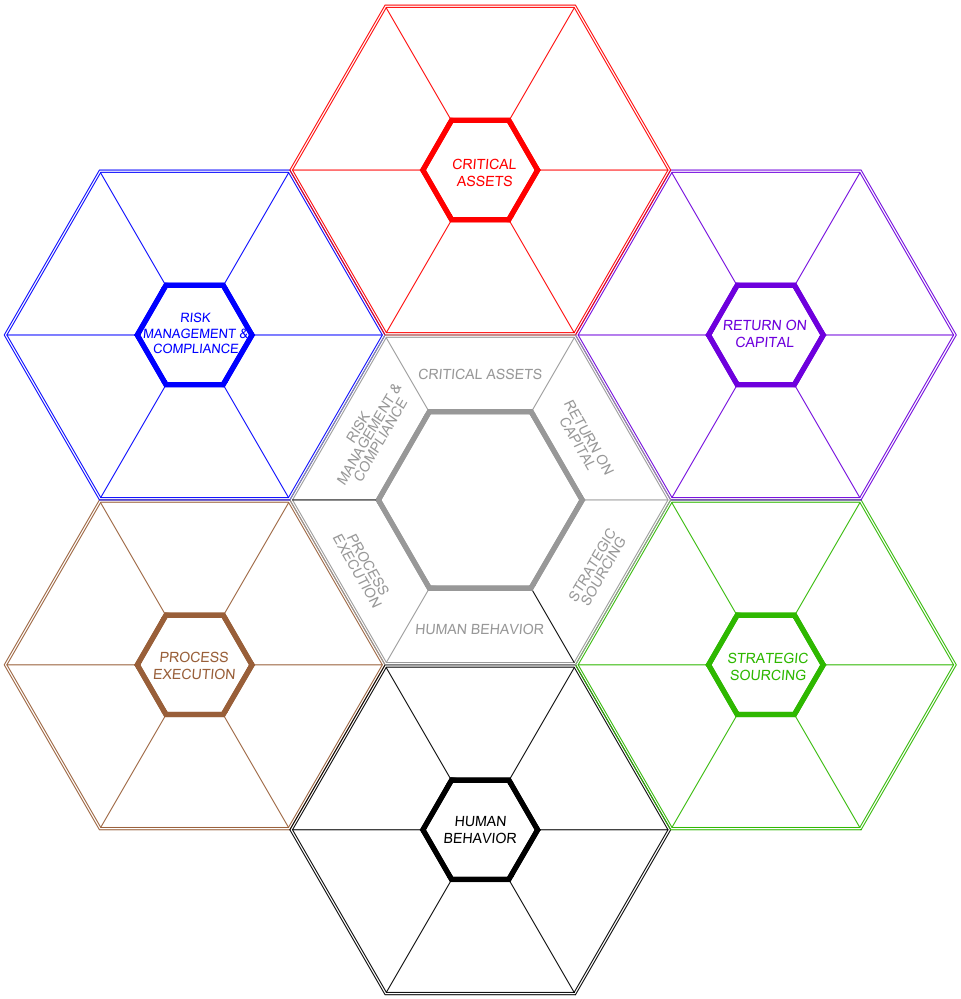 CRITICAL
ASSETS
RISK
MANAGEMENT &
COMPLIANCE
RETURN ON
CAPITAL
CRITICAL ASSETS
RISK
MANAGEMENT &
COMPLIANCE
RETURN ON
CAPITAL
PROCESS
EXECUTION
STRATEGIC
SOURCING
HUMAN BEHAVIOR
PROCESS
EXECUTION
STRATEGIC
SOURCING
HUMAN
BEHAVIOR